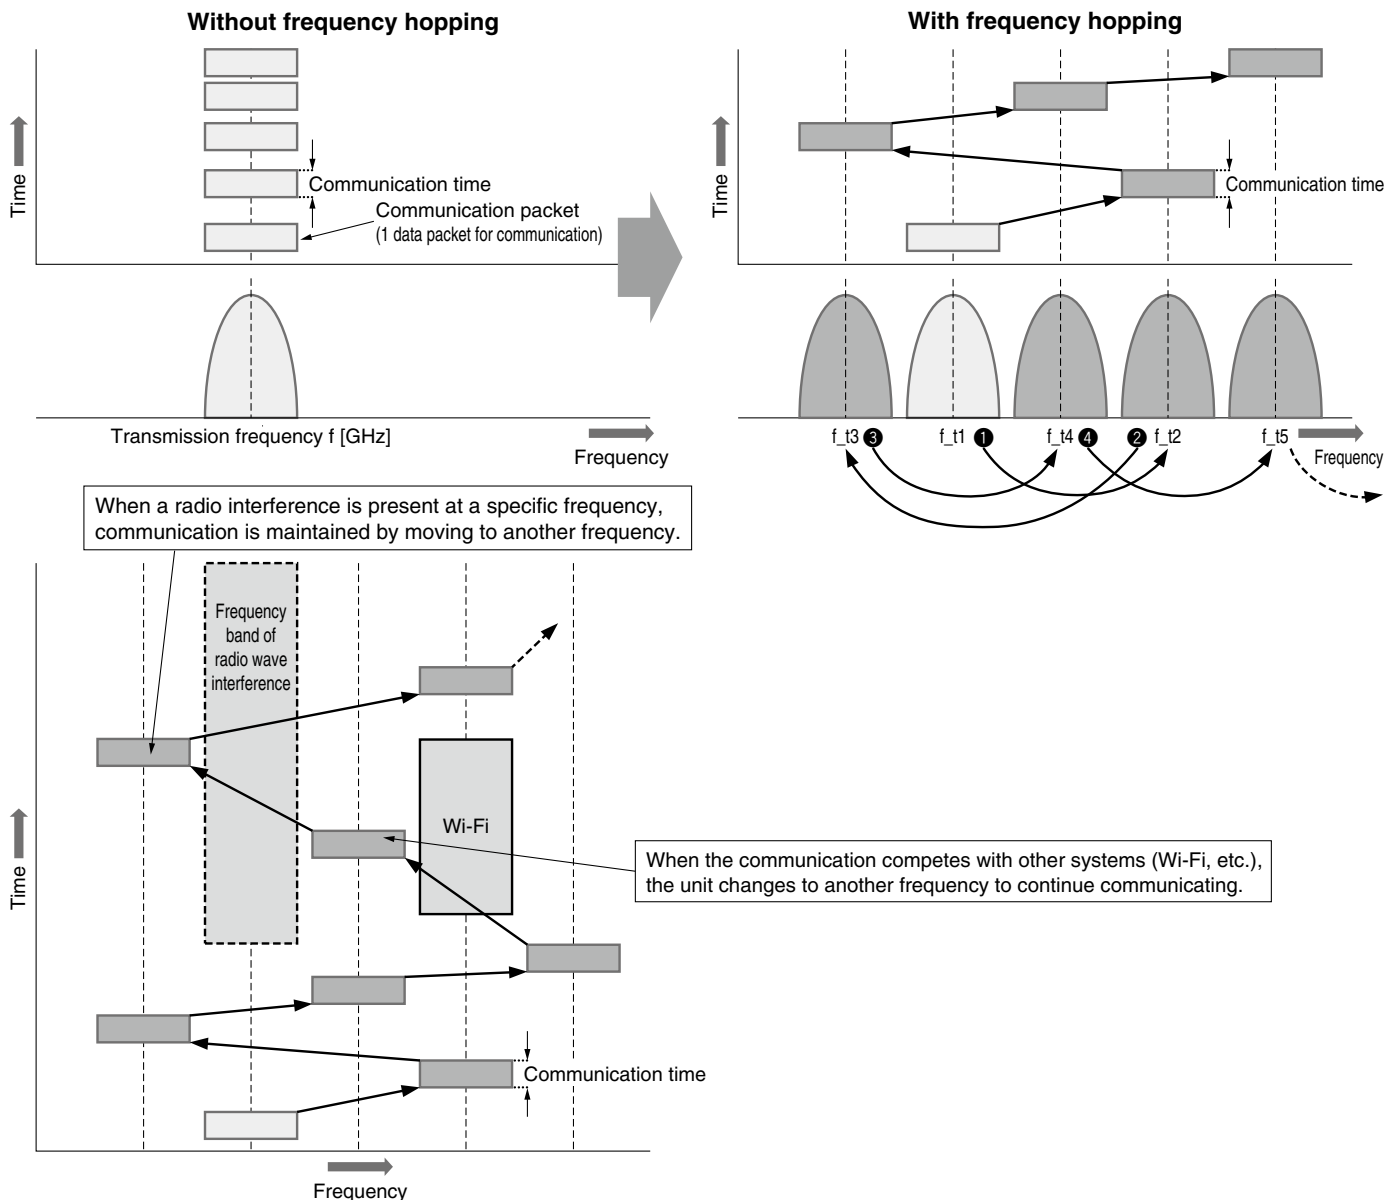 Without frequency hopping
With frequency hopping
Time
Communication time
Communication packet
(1 data packet for communication)
Time
Communication time
Transmission frequency f [GHz]
Frequency
f_t3 3 f_t1 1 f_t4 4 2 f_t2 f_t5
Frequency
When a radio interference is present at a specific frequency,
communication is maintained by moving to another frequency.
Frequency
band of
radio wave
interference
Wi-Fi
When the communication competes with other systems (Wi-Fi, etc.),
the unit changes to another frequency to continue communicating.
Time
Communication time
Frequency